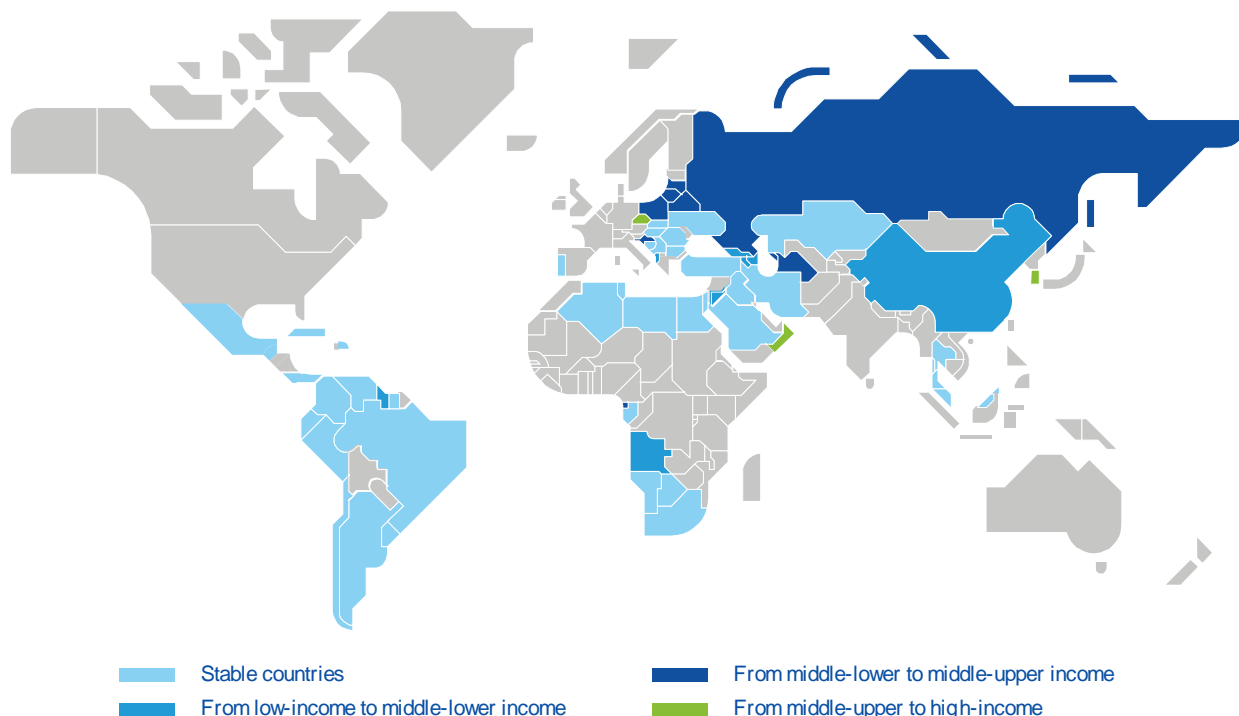 Stable countries
From middle-lower to middle-upper income
From low-income to middle-lower income
From middle-upper to high-income